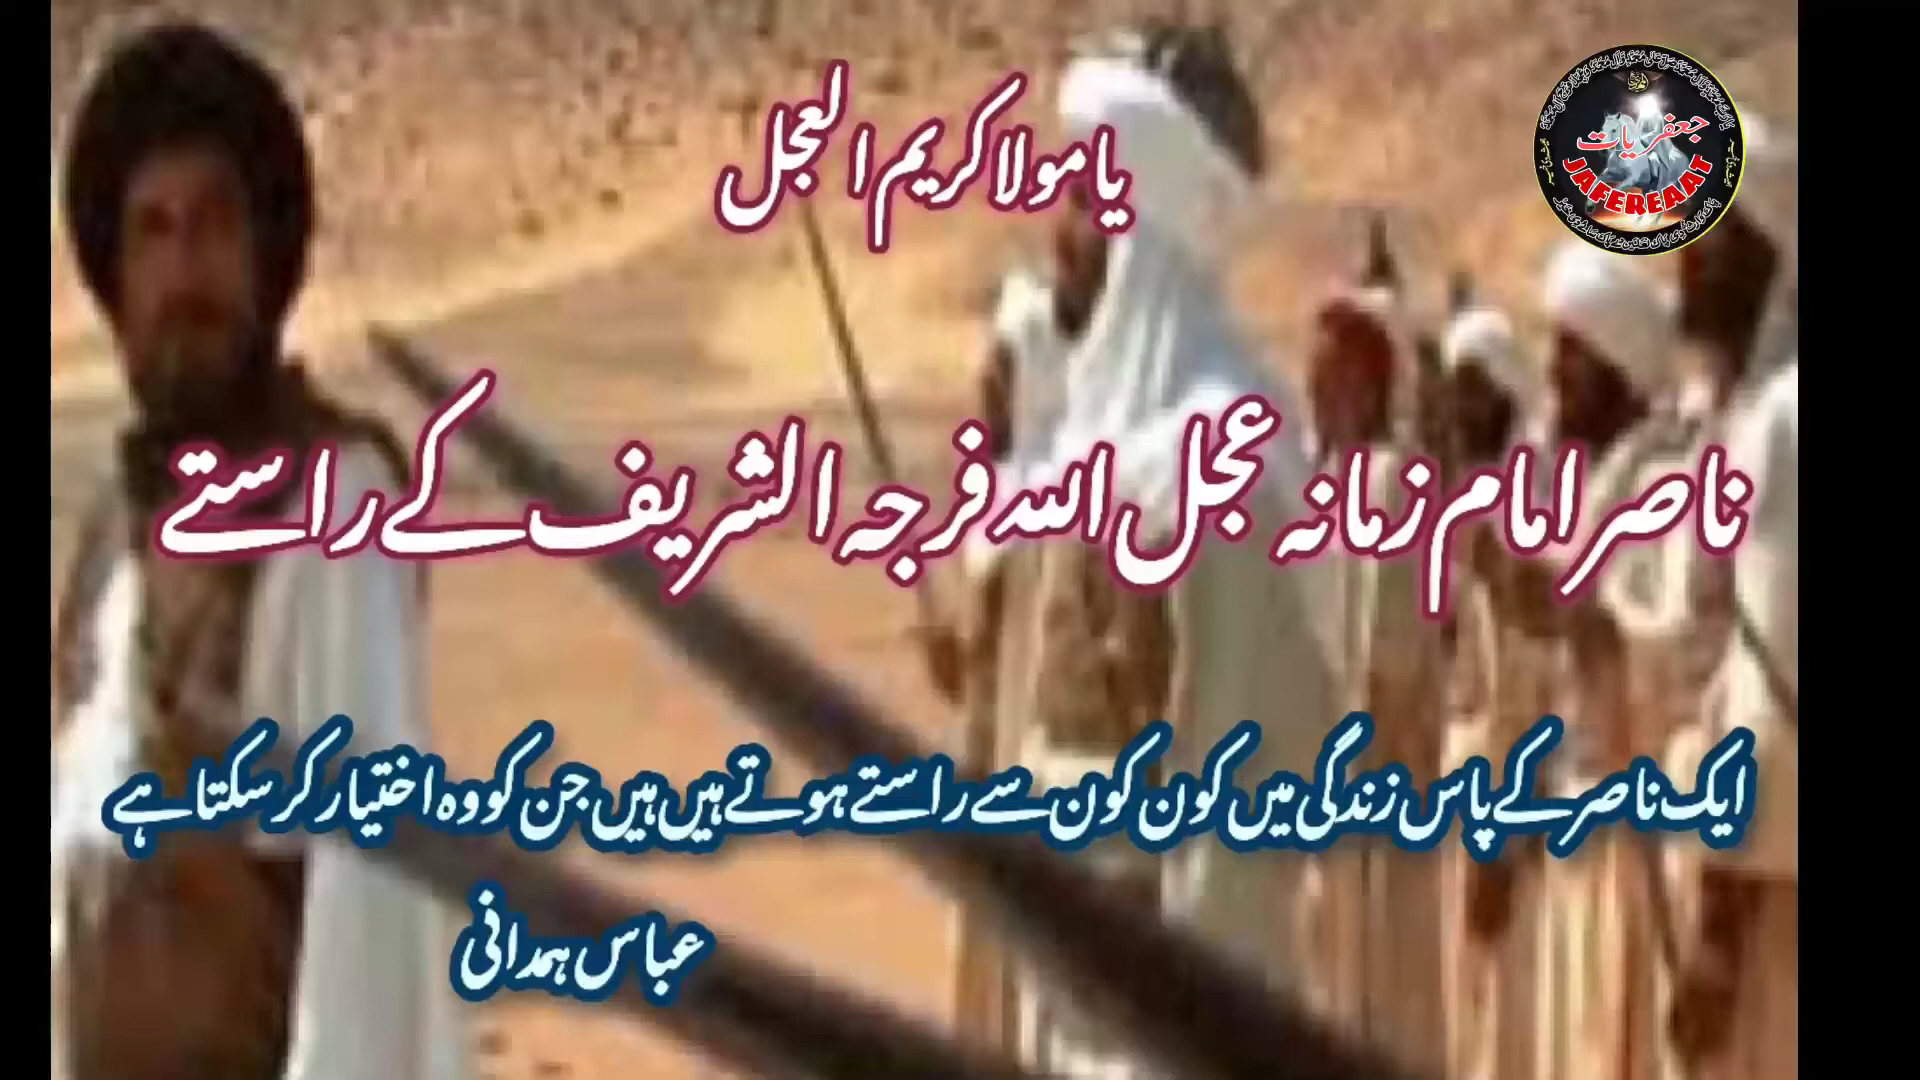 یا مولا کریم العجل
جعفریات
JAFEREAAT
ناصر امام زمانہ عجل اللہ فرجہ الشریف کے راستے
ایک ناصر کے پاس زندگی میں کون کون سے راستے ہوتے ہیں ہیں جن کو وہ اختیار کر سکتا ہے
عباس ہمدانی